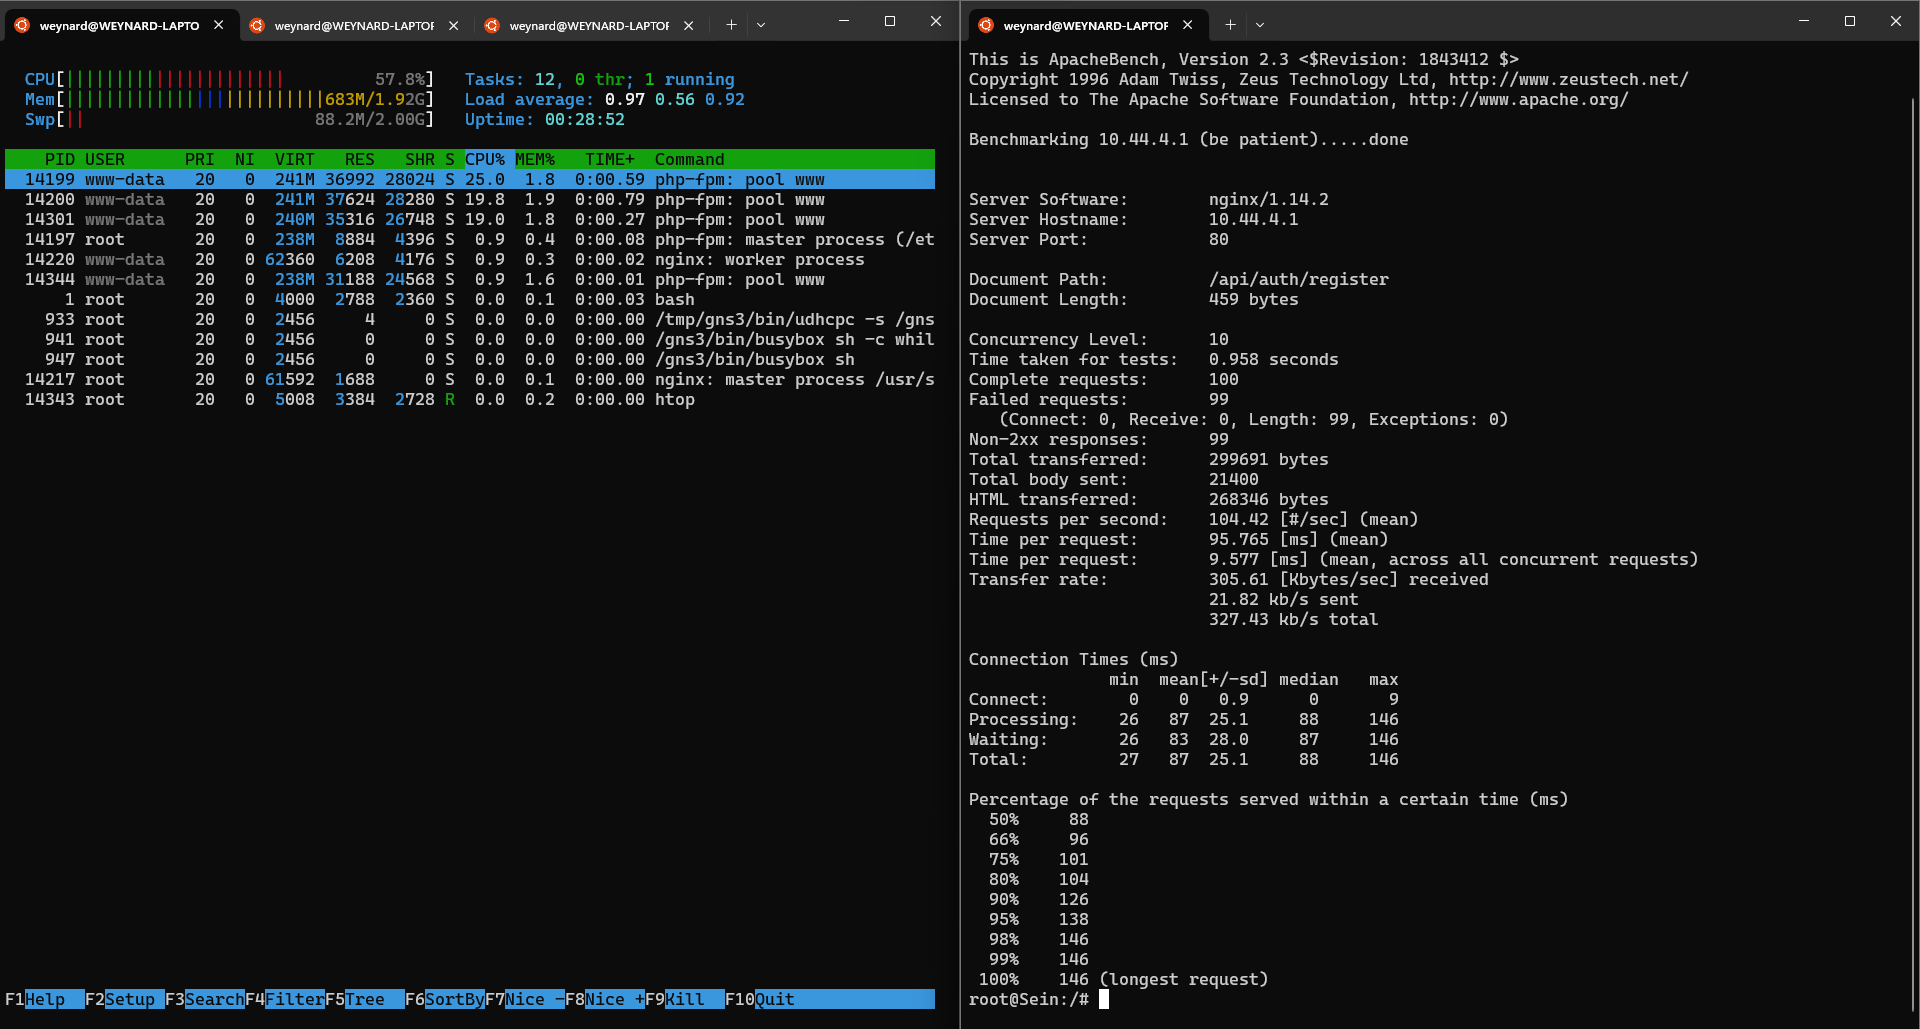 weynard@WEYNARD-LAPTO
weynard@WEYNARD-LAPTOP
weynard@WEYNARD-LAPTOP
CPU[||||||||||||||||||||||         57.8%]   Tasks: 12, 0 thr; 1 running
Mem[||||||||||||||||||||||||||683M/1.92G]   Load average: 0.97 0.56 0.92
Swp[||                       88.2M/2.00G]   Uptime: 00:28:52
PID USER      PRI  NI  VIRT   RES   SHR S CPU% MEM%   TIME+  Command
14199 www-data   20   0  241M 36992 28024 S 25.0  1.8  0:00.59 php-fpm: pool www
14200 www-data   20   0  241M 37624 28280 S 19.8  1.9  0:00.79 php-fpm: pool www
14301 www-data   20   0  240M 35316 26748 S 19.0  1.8  0:00.27 php-fpm: pool www
14197 root       20   0  238M  8884  4396 S  0.9  0.4  0:00.08 php-fpm: master process (/et
14220 www-data   20   0 62360  6208  4176 S  0.9  0.3  0:00.02 nginx: worker process
14344 www-data   20   0  238M 31188 24568 S  0.9  1.6  0:00.01 php-fpm: pool www
1 root       20   0  4000  2788  2360 S  0.0  0.1  0:00.03 bash
933 root       20   0  2456     4     0 S  0.0  0.0  0:00.00 /tmp/gns3/bin/udhcpc -s /gns
941 root       20   0  2456     0     0 S  0.0  0.0  0:00.00 /gns3/bin/busybox sh -c whil
947 root       20   0  2456     0     0 S  0.0  0.0  0:00.00 /gns3/bin/busybox sh
14217 root       20   0 61592  1688     0 S  0.0  0.1  0:00.00 nginx: master process /usr/s
14343 root       20   0  5008  3384  2728 R  0.0  0.2  0:00.00 htop
F1Help  F2Setup F3SearchF4FilterF5Tree  F6SortByF7Nice -F8Nice +F9Kill  F10Quit
weynard@WEYNARD-LAPTOP
This is ApacheBench, Version 2.3 <$Revision: 1843412 $>
Copyright 1996 Adam Twiss, Zeus Technology Ltd, http://www.zeustech.net/
Licensed to The Apache Software Foundation, http://www.apache.org/
Benchmarking 10.44.4.1 (be patient).....done
Server Software:        nginx/1.14.2
Server Hostname:        10.44.4.1
Server Port:            80
Document Path:          /api/auth/register
Document Length:        459 bytes
Concurrency Level:      10
Time taken for tests:   0.958 seconds
Complete requests:      100
Failed requests:        99
(Connect: 0, Receive: 0, Length: 99, Exceptions: 0)
Non-2xx responses:      99
Total transferred:      299691 bytes
Total body sent:        21400
HTML transferred:       268346 bytes
Requests per second:    104.42 [#/sec] (mean)
Time per request:       95.765 [ms] (mean)
Time per request:       9.577 [ms] (mean, across all concurrent requests)
Transfer rate:          305.61 [Kbytes/sec] received
21.82 kb/s sent
327.43 kb/s total
Connection Times (ms)
min  mean[+/-sd] median   max
Connect:        0    0   0.9      0       9
Processing:    26   87  25.1     88     146
Waiting:       26   83  28.0     87     146
Total:         27   87  25.1     88     146
Percentage of the requests served within a certain time (ms)
50%     88
66%     96
75%    101
80%    104
90%    126
95%    138
98%    146
99%    146
100%    146 (longest request)
root@Sein:/#